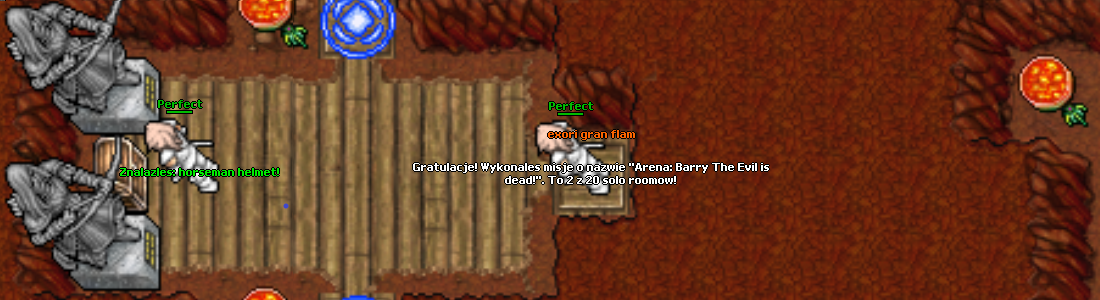 Perfect
Perfect
exori gran flam
Znalazles: horseman helmet!
Gratulacje! Wykonales misje o nazwie "Arena: Barry The Evil is
dead!". To 2 z 20 solo roomow!